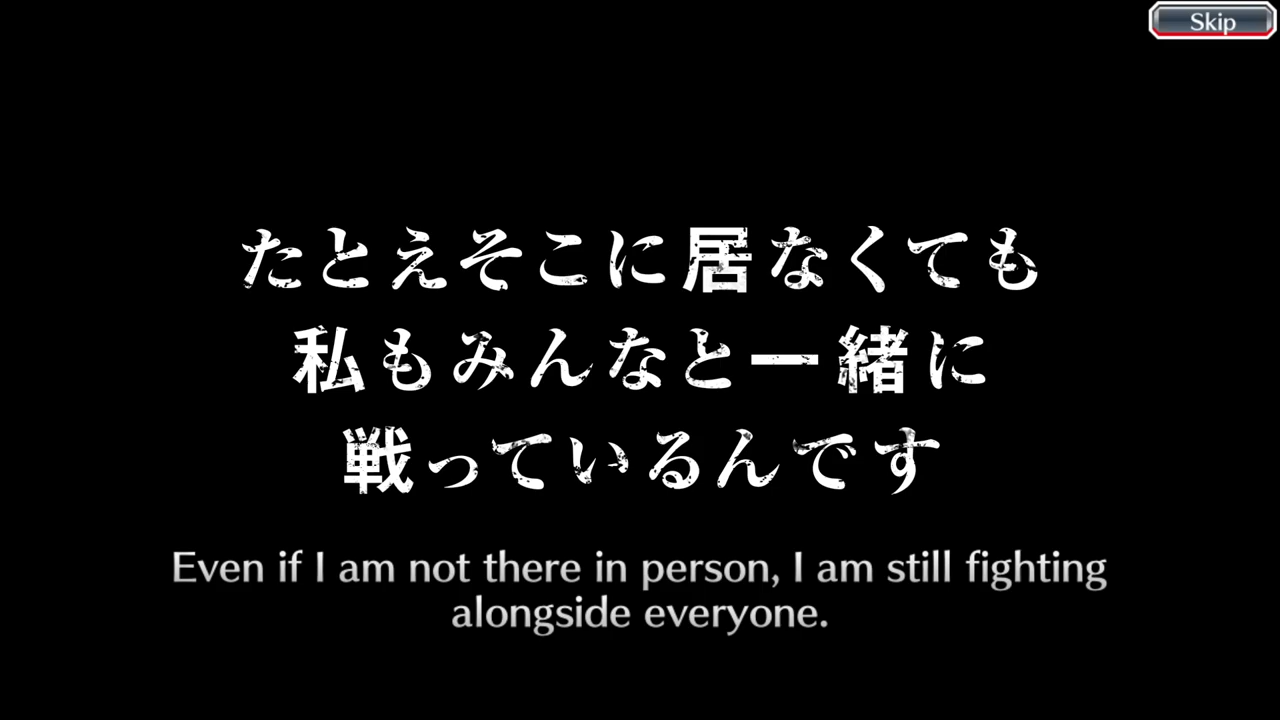 Skip
たとえそこに居なくても
私もみんなと一緒に
戦っているんです
Even if I am not there in person, I am still fighting
alongside everyone.